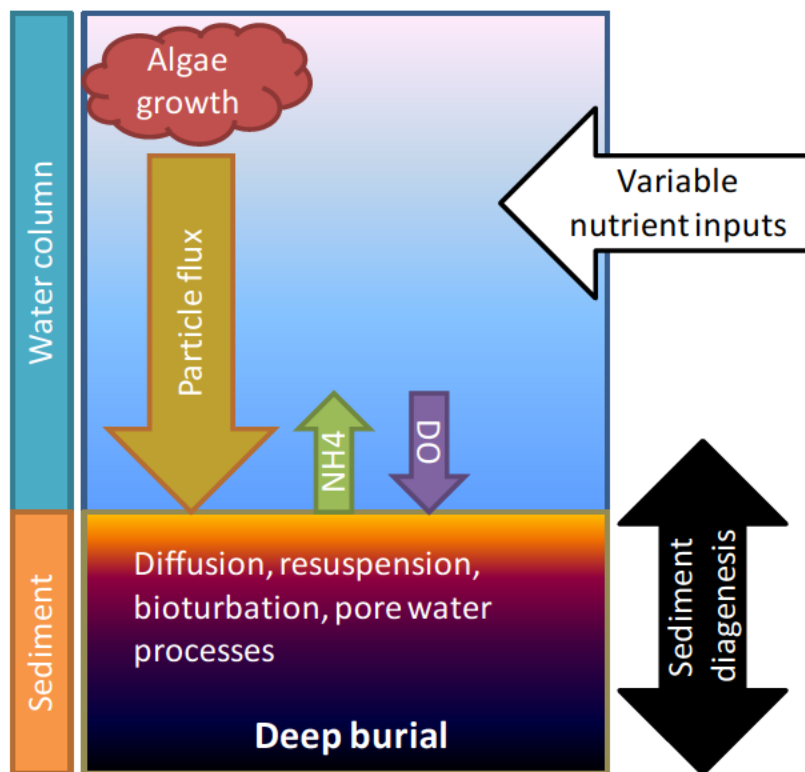 Algae
growth
Water column
Particle flux
Variable
nutrient inputs
NH4
DO
Sediment
Diffusion, resuspension,
bioturbation, pore water
processes
Deep burial
Sediment
diagenesis